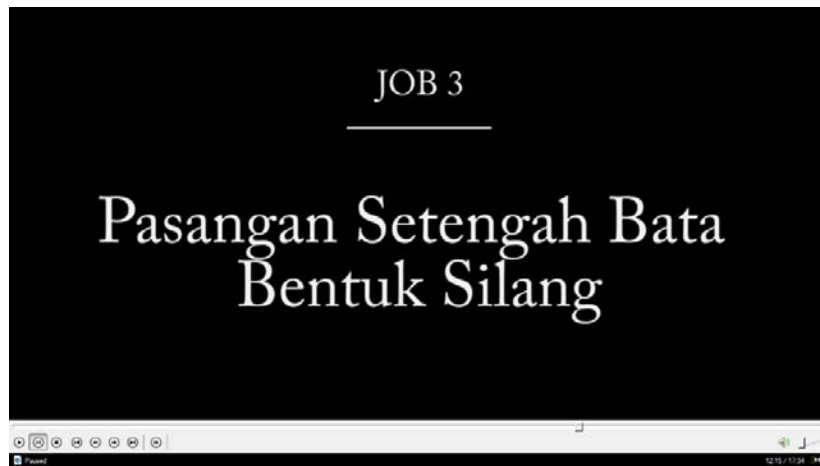 JOB 3
Pasangan Setengah Bata
Bentuk Silang
Paused
12:15 / 17:34